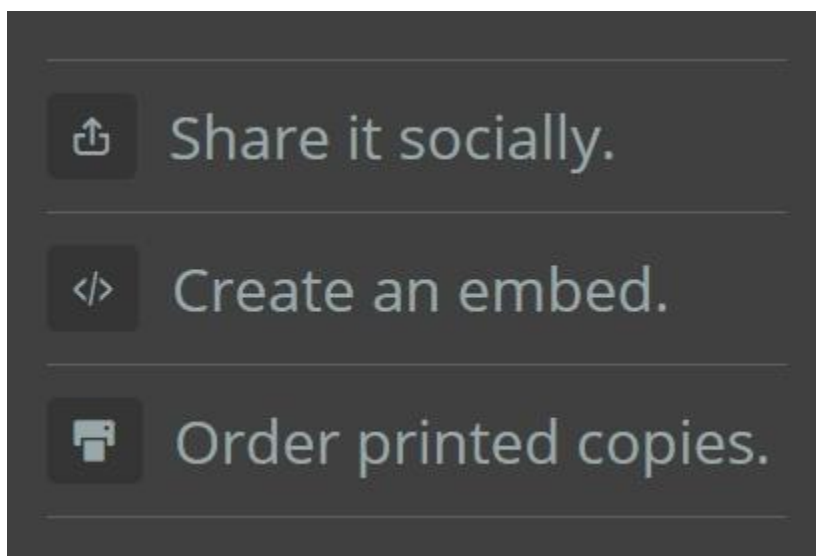 Share it socially.
Create an embed.
Order printed copies.